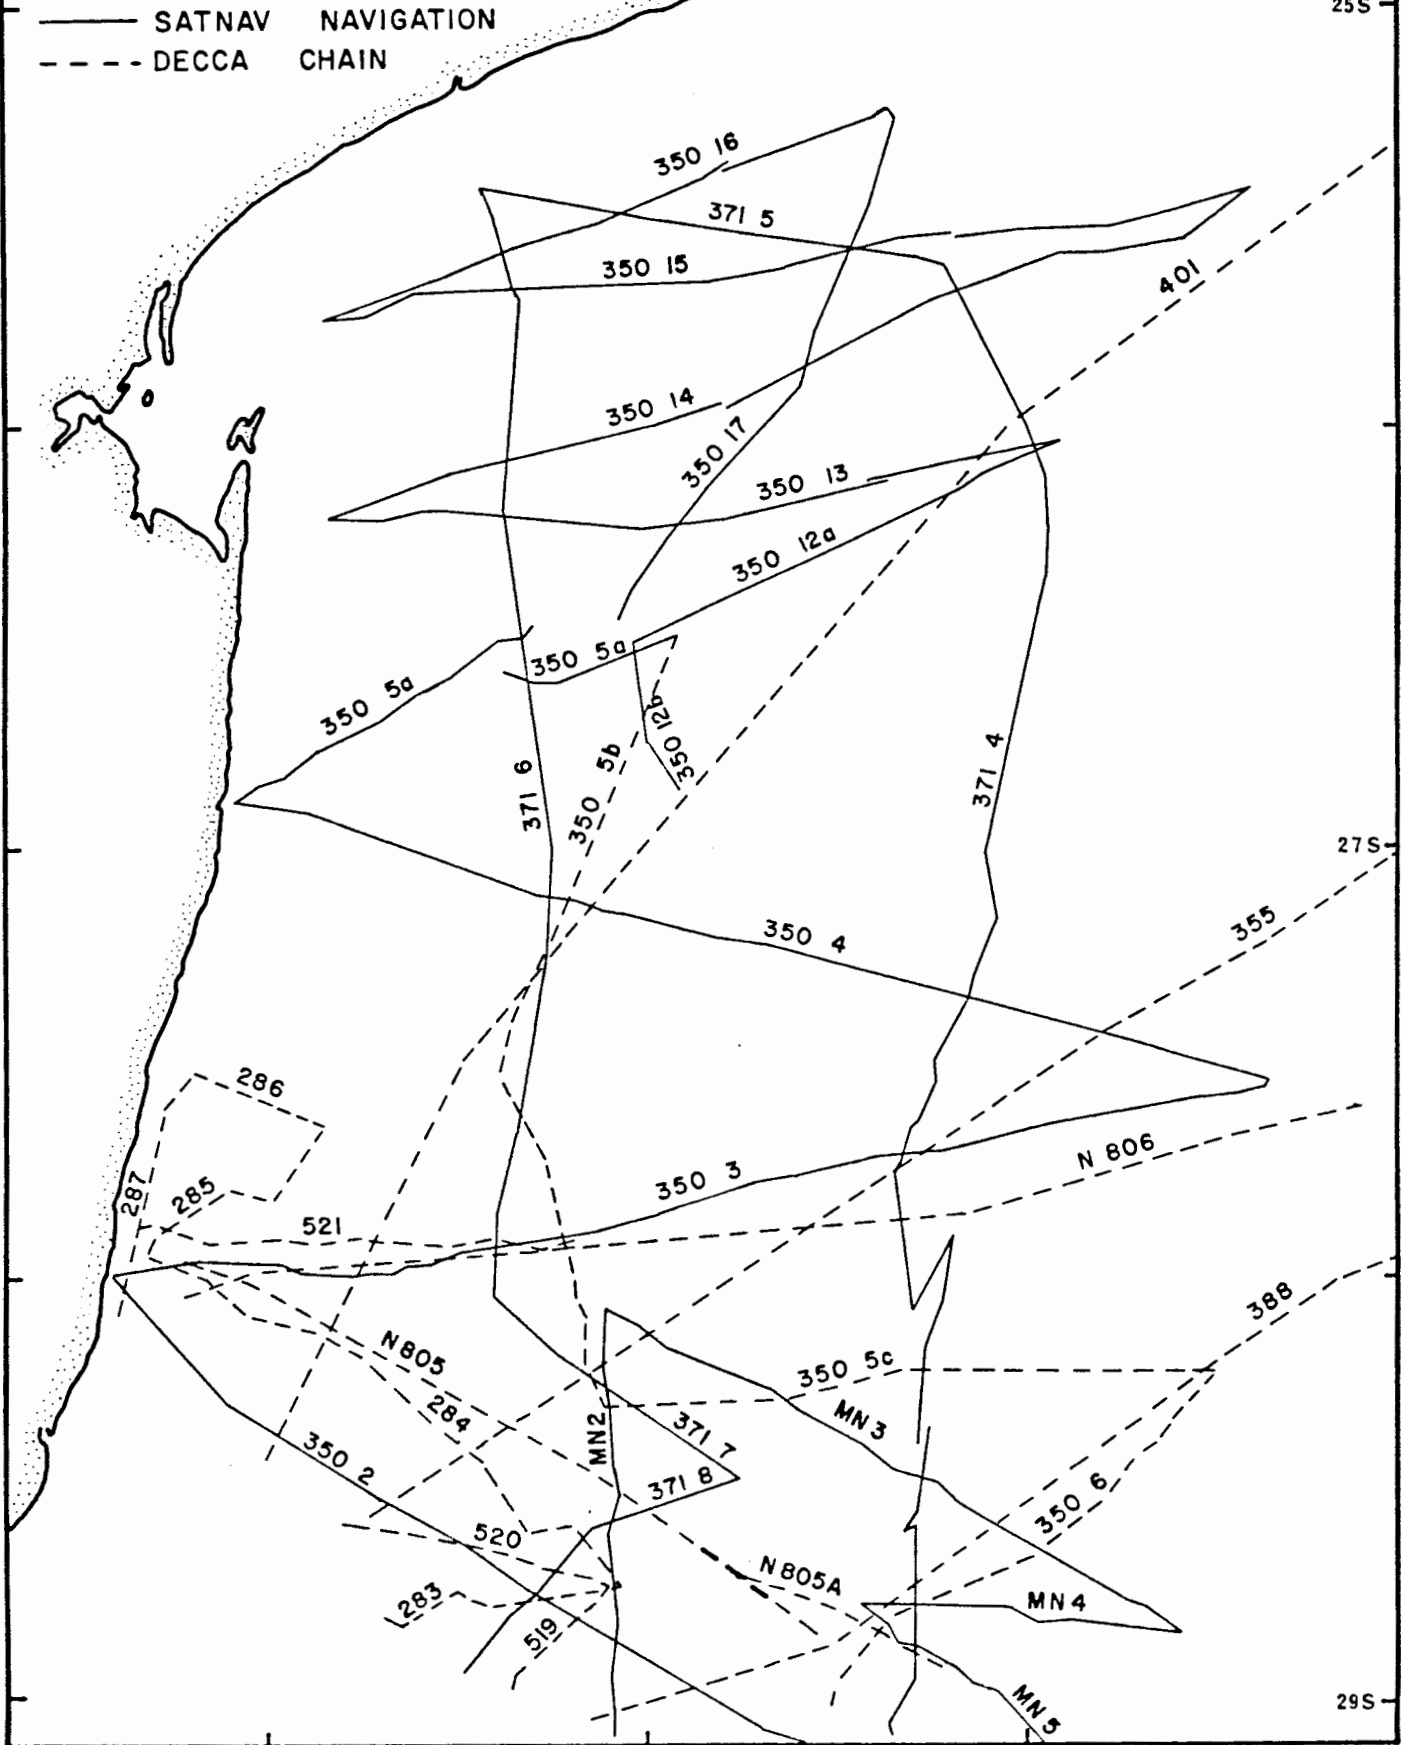 25S
SATNAV NAVIGATION
DECCA CHAIN
350 16
371 5
350 15
401
350 14
350 17
350 13
350 12a
350 5a
350 5a
350 12b
371 4
350 5b
371 6
27S
355
350 4
286
N 806
350 3
287
285
521
388
N805
350 5c
284
MN3
MN2
371 7
350 2
371 8
350 6
520
N805A
283
MN4
519
MN5
29S